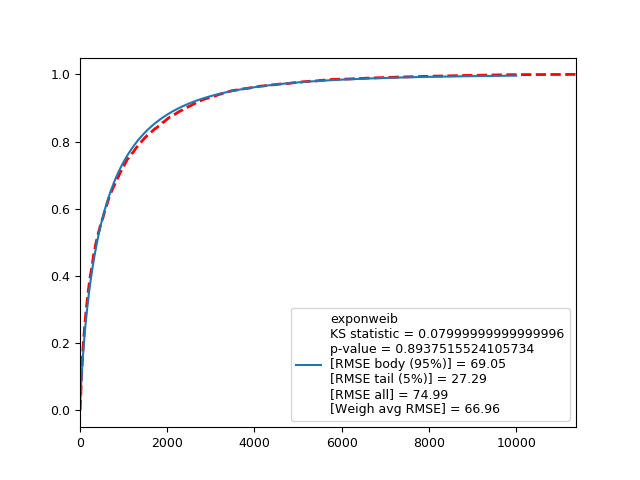 1.0
0.8
0.6
0.4
0.2
0.0
0
2000
4000
6000
8000
10000
exponweib
KS statistic = 0.07999999999999996
p-value = 0.8937515524105734
[RMSE body (95%)] = 69.05
[RMSE tail (5%)] = 27.29
[RMSE all] = 74.99
[Weigh avg RMSE] = 66.96